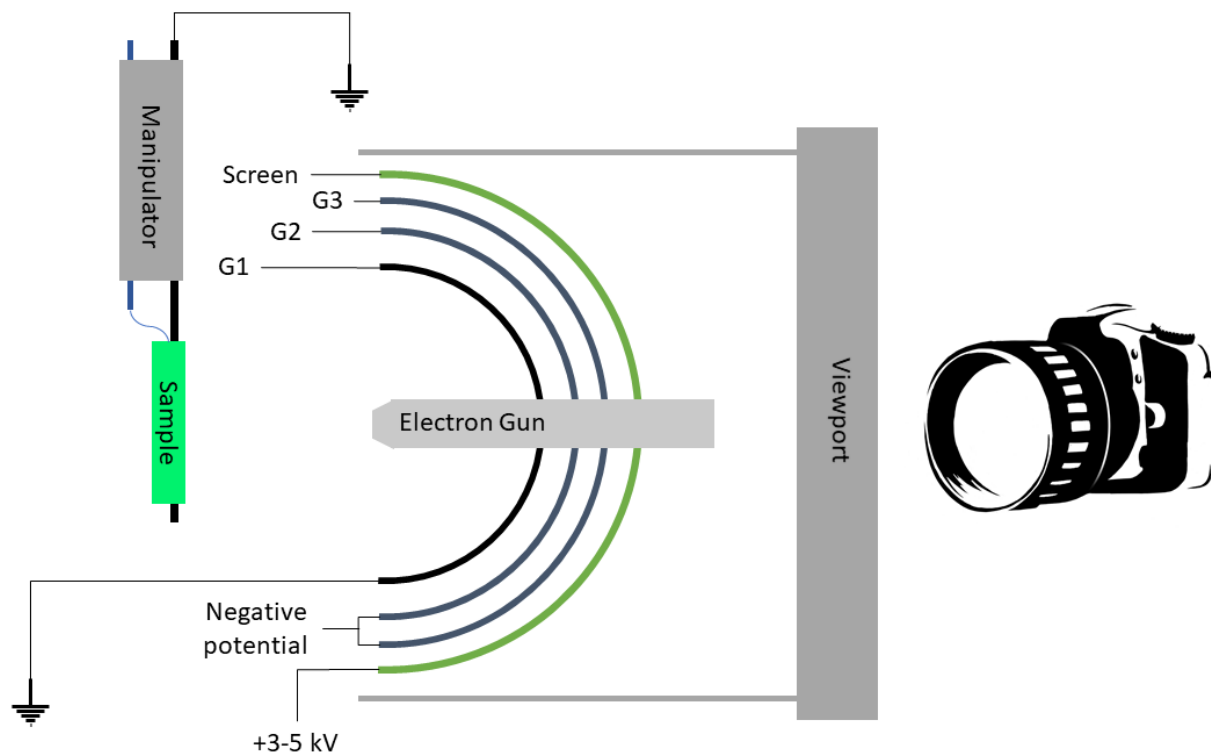 Manipulator
Screen
G3
G2
G1
Sample
Electron Gun
Viewport
Negative
potential
+3-5 kV